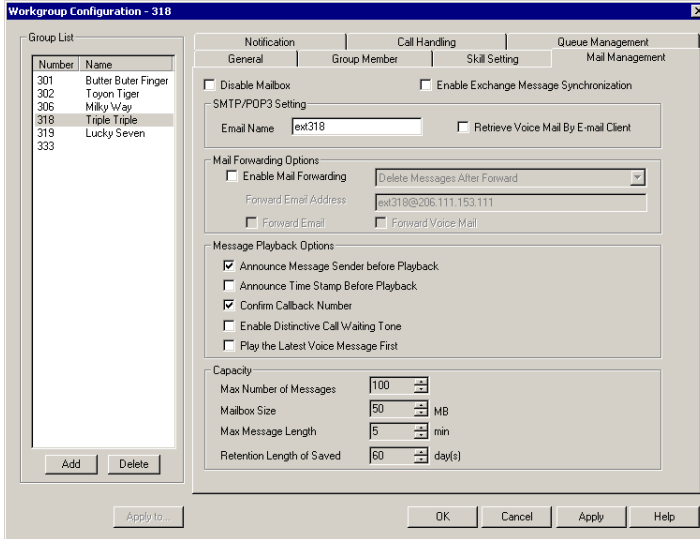 Workgroup Configuration - 318
Group List
Number Name
301 Butter Buter Finger
302 Toyon Tiger
306 Milky Way
318 Triple Triple
319 Lucky Seven
333
Add Delete
Notification Call Handling Queue Management
General Group Member Skill Setting Mail Management
Disable Mailbox Enable Exchange Message Synchronization
SMTP/POP3 Setting
Email Name ext318 Retrieve Voice Mail By E-mail Client
Mail Forwarding Options
Enable Mail Forwarding Delete Messages After Forward
Forward Email Address ext318@206.111.153.111
Forward Email Forward Voice Mail
Message Playback Options
Announce Message Sender before Playback
Announce Time Stamp Before Playback
Confirm Callback Number
Enable Distinctive Call Waiting Tone
Play the Latest Voice Message First
Capacity
Max Number of Messages 100
Mailbox Size 50 MB
Max Message Length 5 min
Retention Length of Saved 60 day(s)
Apply to... OK Cancel Apply Help